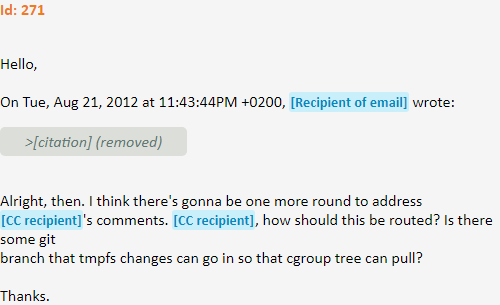 Id: 271
Hello,
On Tue, Aug 21, 2012 at 11:43:44PM +0200, [Recipient of email] wrote:
>[citation] (removed)
Alright, then. I think there's gonna be one more round to address
[CC recipient]'s comments. [CC recipient], how should this be routed? Is there
some git
branch that tmpfs changes can go in so that cgroup tree can pull?
Thanks.